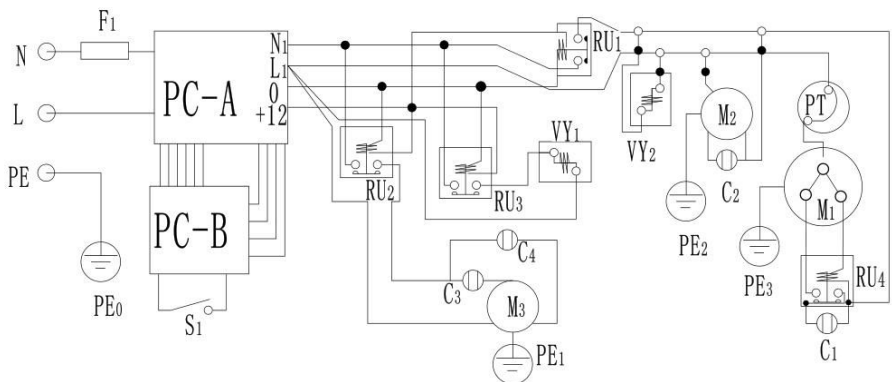 F1
N
L
PE
PE0
PC-A
N1
L1
0
+12
PC-B
S1
RU2
RU3
VY1
C4
C3
M3
PE1
RU1
VY2
M2
C2
PE2
PT
M1
PE3
RU4
C1